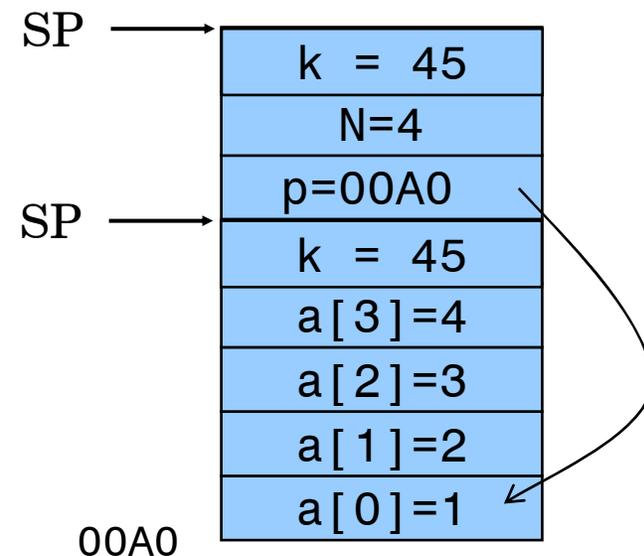 SP
k = 45
N=4
p=00A0
SP
k = 45
a[3]=4
a[2]=3
a[1]=2
a[0]=1
00A0